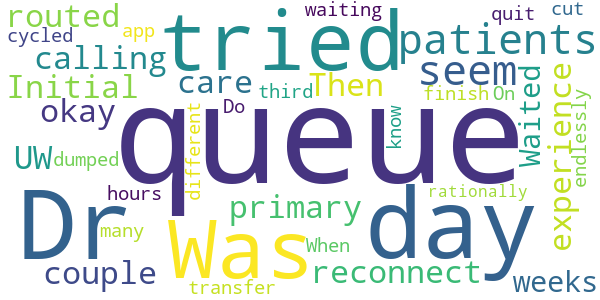 routed
waiting
quit
cut
cycled
app
tried
patients
calling
seem
Initial
care
Then
third
finish
On
okay
queue
Do
know
Waited
experience
endlessly
different
UW
dumped
Dr
hours
Was
day
primary
rationally
many
When
couple
reconnect
weeks
transfer